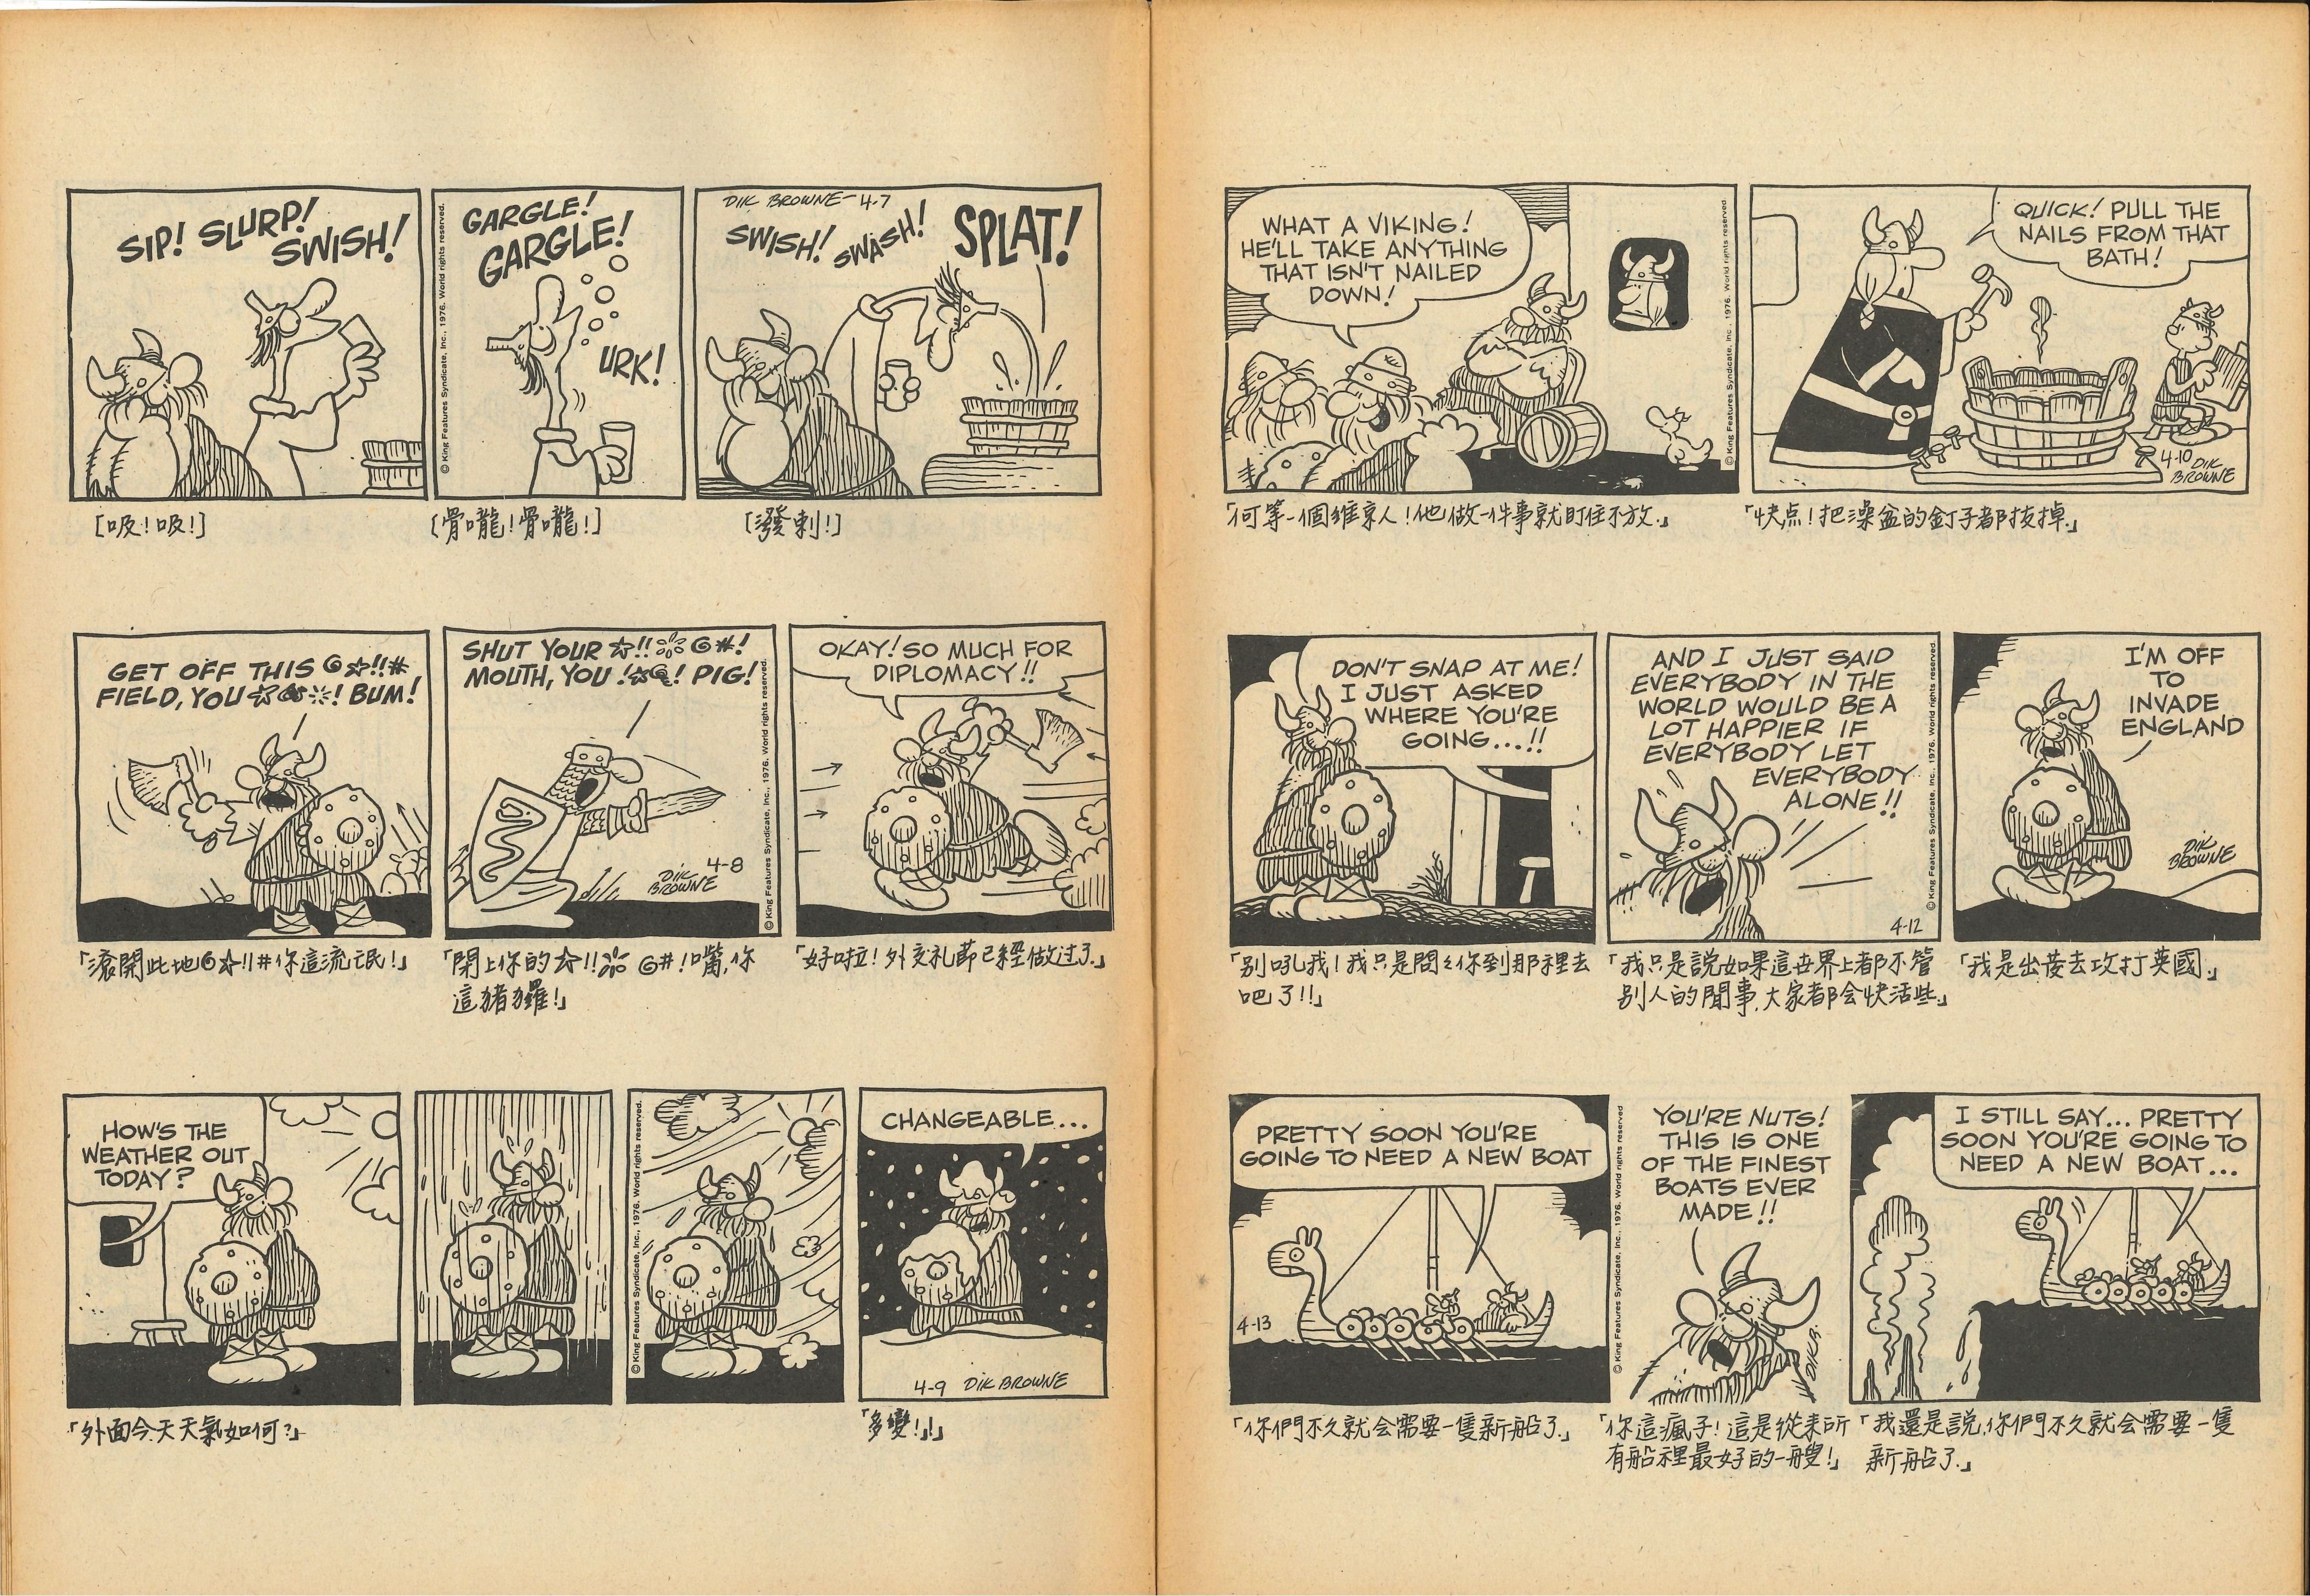 SIP! SLURP!
SWISH!
© King Features Syndicate, Inc., 1976. World rights reserved.
GARGLE!
GARGLE!
URK!
DIK BROWNE- 4-7
SWISH! SWASH! SPLAT!
[吸!吸!]
[骨嚨!骨嚨!]
[潑剌!]
GET OFF THIS @☆!!#
FIELD, YOU ! BUM!
SHUT YOUR ☆!! @#!
MOUTH, YOU ! PIG!
DIK BROWNE 4-8
© King Features Syndicate, Inc., 1976. World rights reserved.
OKAY! SO MUCH FOR
DIPLOMACY!!
「滾開此地@☆!!#你這流氓!」
「閉上你的☆!! @#!嘴,你
這猪玀!」
「好啦!外交礼節已經做过了.」
HOW'S THE
WEATHER OUT
TODAY?
© King Features Syndicate, Inc., 1976. World rights reserved.
CHANGEABLE...
4-9 DIK BROWNE
「外面今天天氣如何?」
「多變!」
WHAT A VIKING!
HE'LL TAKE ANYTHING
THAT ISN'T NAILED
DOWN!
© King Features Syndicate, Inc., 1976. World rights reserved.
QUICK! PULL THE
NAILS FROM THAT
BATH!
4-10 DIK
BROWNE
「何等一個維京人!他做一件事就盯住不放.」
「快点!把澡盆的釘子都拔掉.」
DON'T SNAP AT ME!
I JUST ASKED
WHERE YOU'RE
GOING...!!
AND I JUST SAID
EVERYBODY IN THE
WORLD WOULD BE A
LOT HAPPIER IF
EVERYBODY LET
EVERYBODY
ALONE!!
4-12
© King Features Syndicate, Inc., 1976. World rights reserved.
I'M OFF
TO
INVADE
ENGLAND
DIK
BROWNE
「别吼我!我只是問々你到那裡去
吧了!!」
「我只是説如果這世界上都不管
别人的閒事,大家都会快活些.」
「我是出發去攻打英國.」
PRETTY SOON YOU'RE
GOING TO NEED A NEW BOAT
4-13
© King Features Syndicate, Inc., 1976. World rights reserved
YOU'RE NUTS!
THIS IS ONE
OF THE FINEST
BOATS EVER
MADE!!
DIK B.
I STILL SAY... PRETTY
SOON YOU'RE GOING TO
NEED A NEW BOAT...
「你們不久就会需要一隻新船了.」
「你這瘋子!這是從来所
有船裡最好的一艘!」
「我還是説,你們不久就会需要一隻
新船了.」